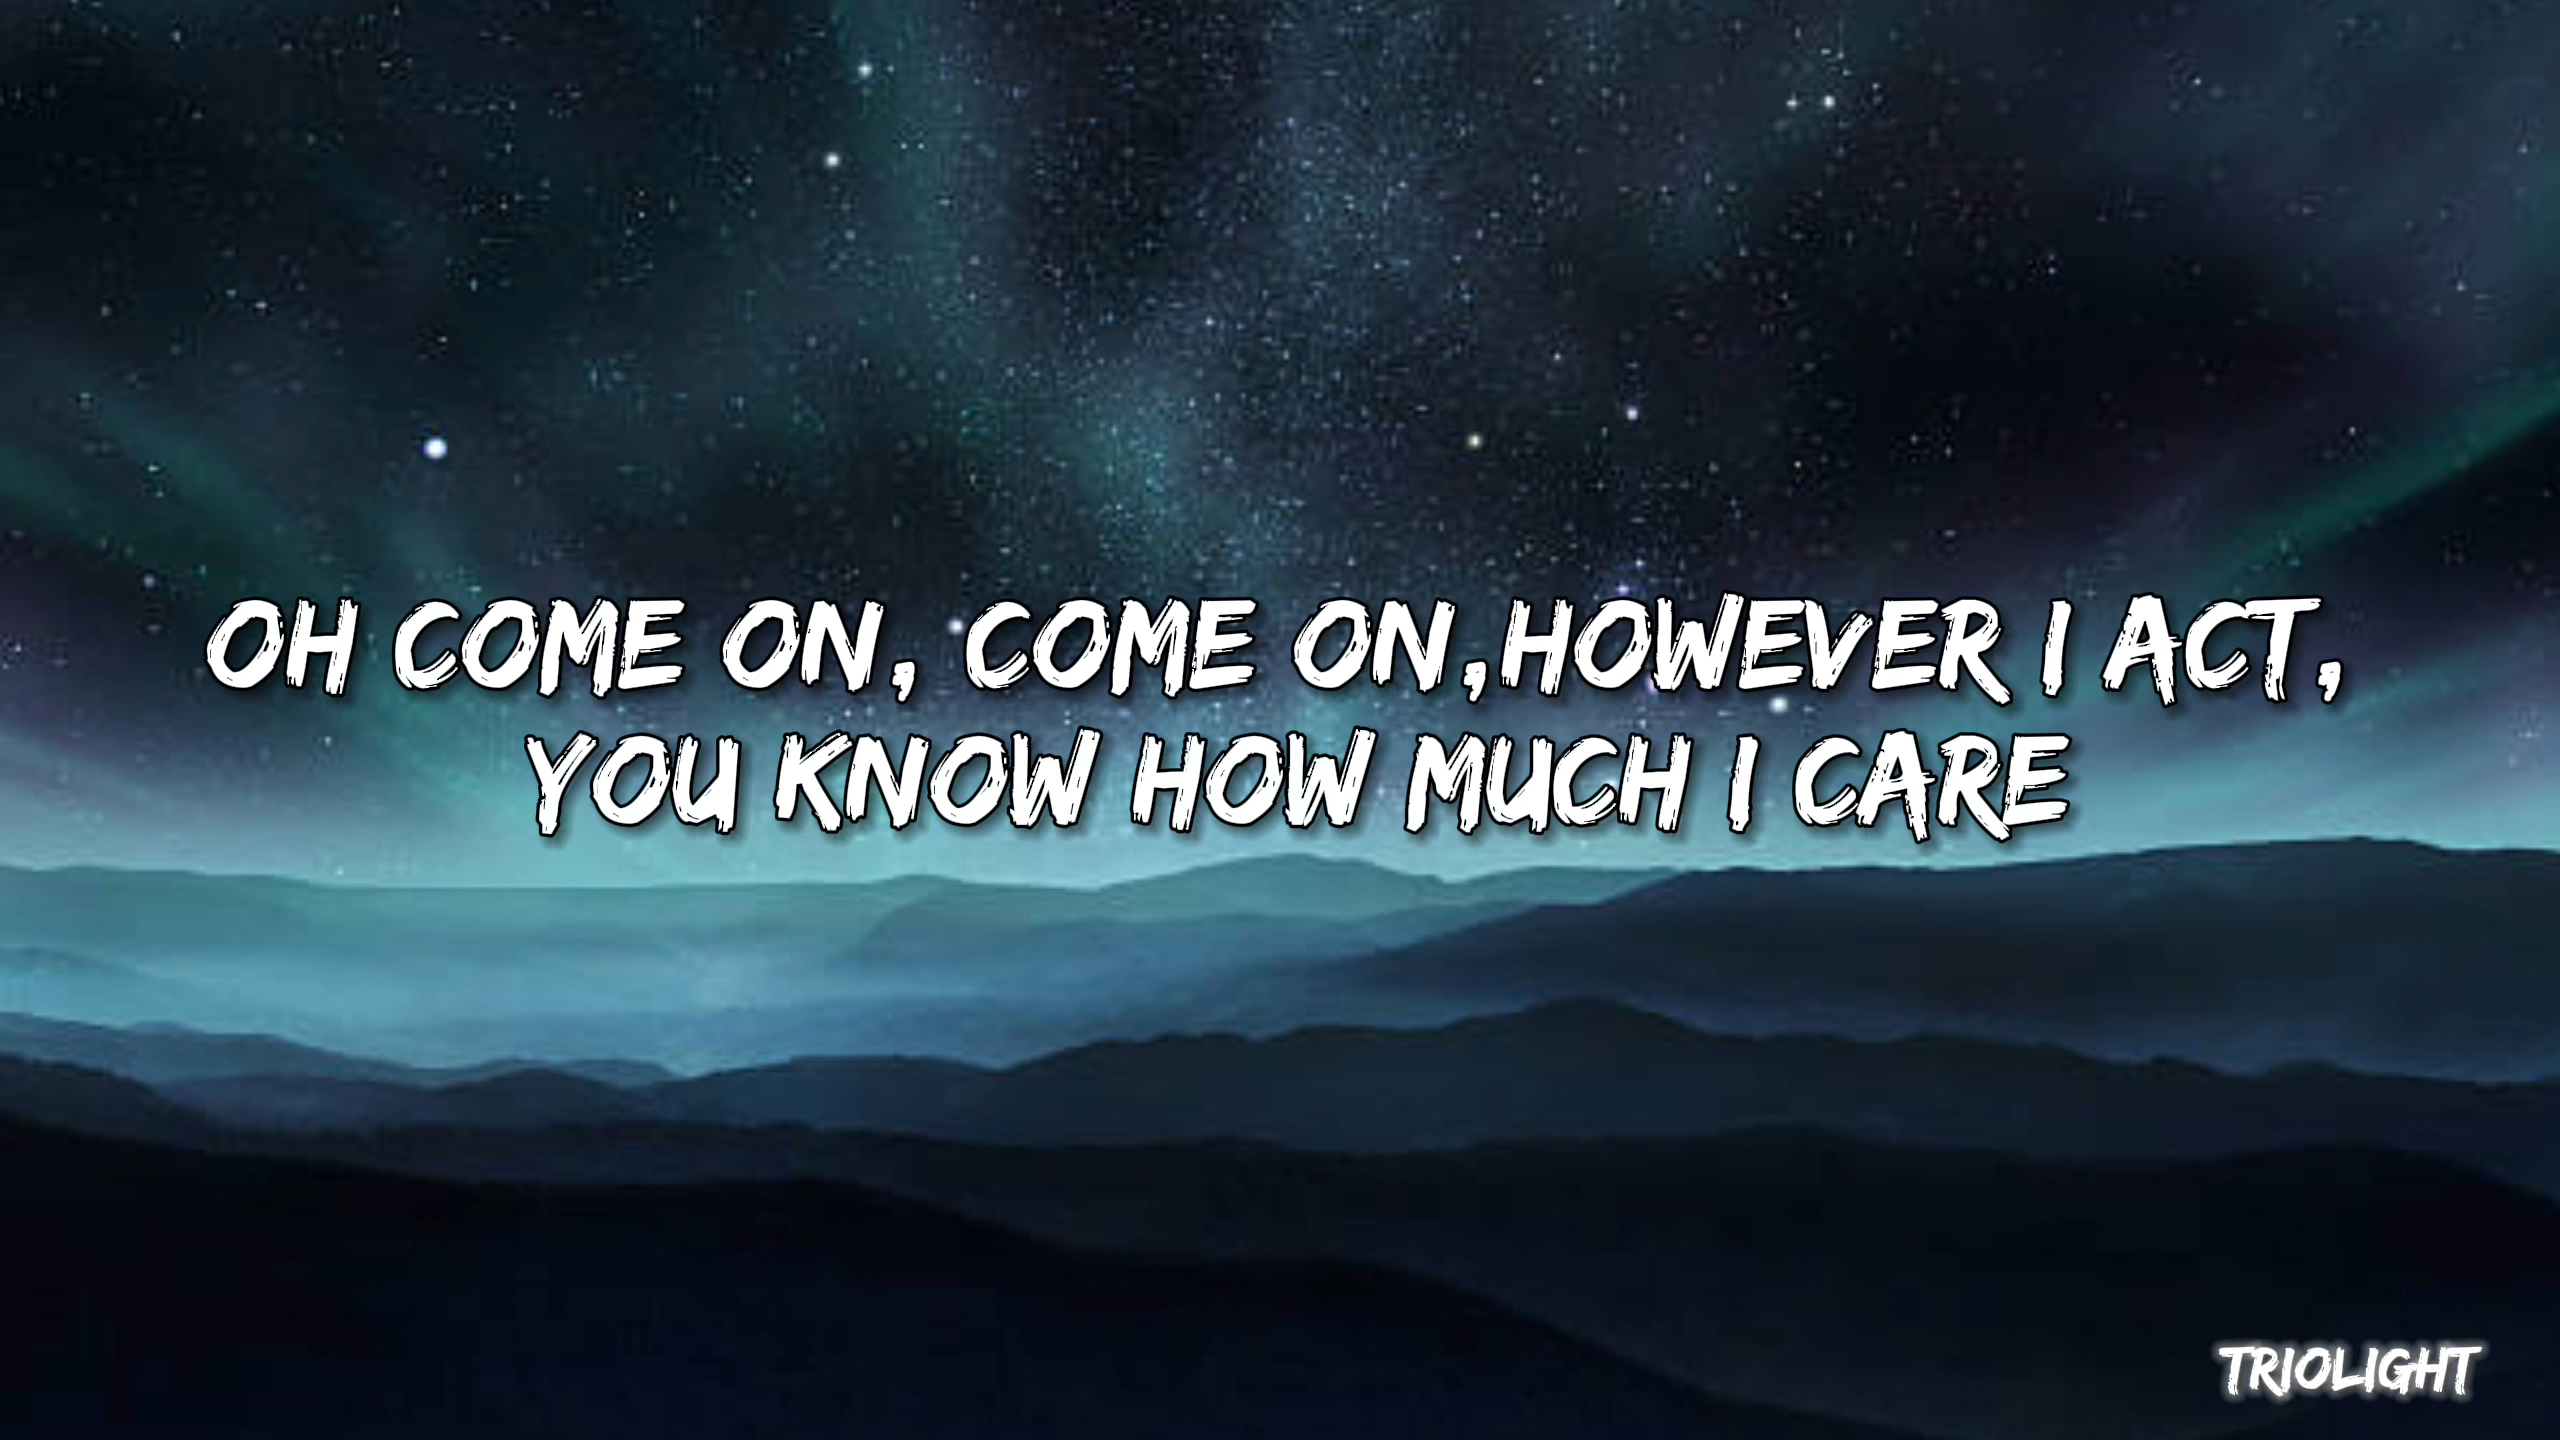 OH COME ON, COME ON,HOWEVER I ACT,
YOU KNOW HOW MUCH I CARE
TRIOLIGHT